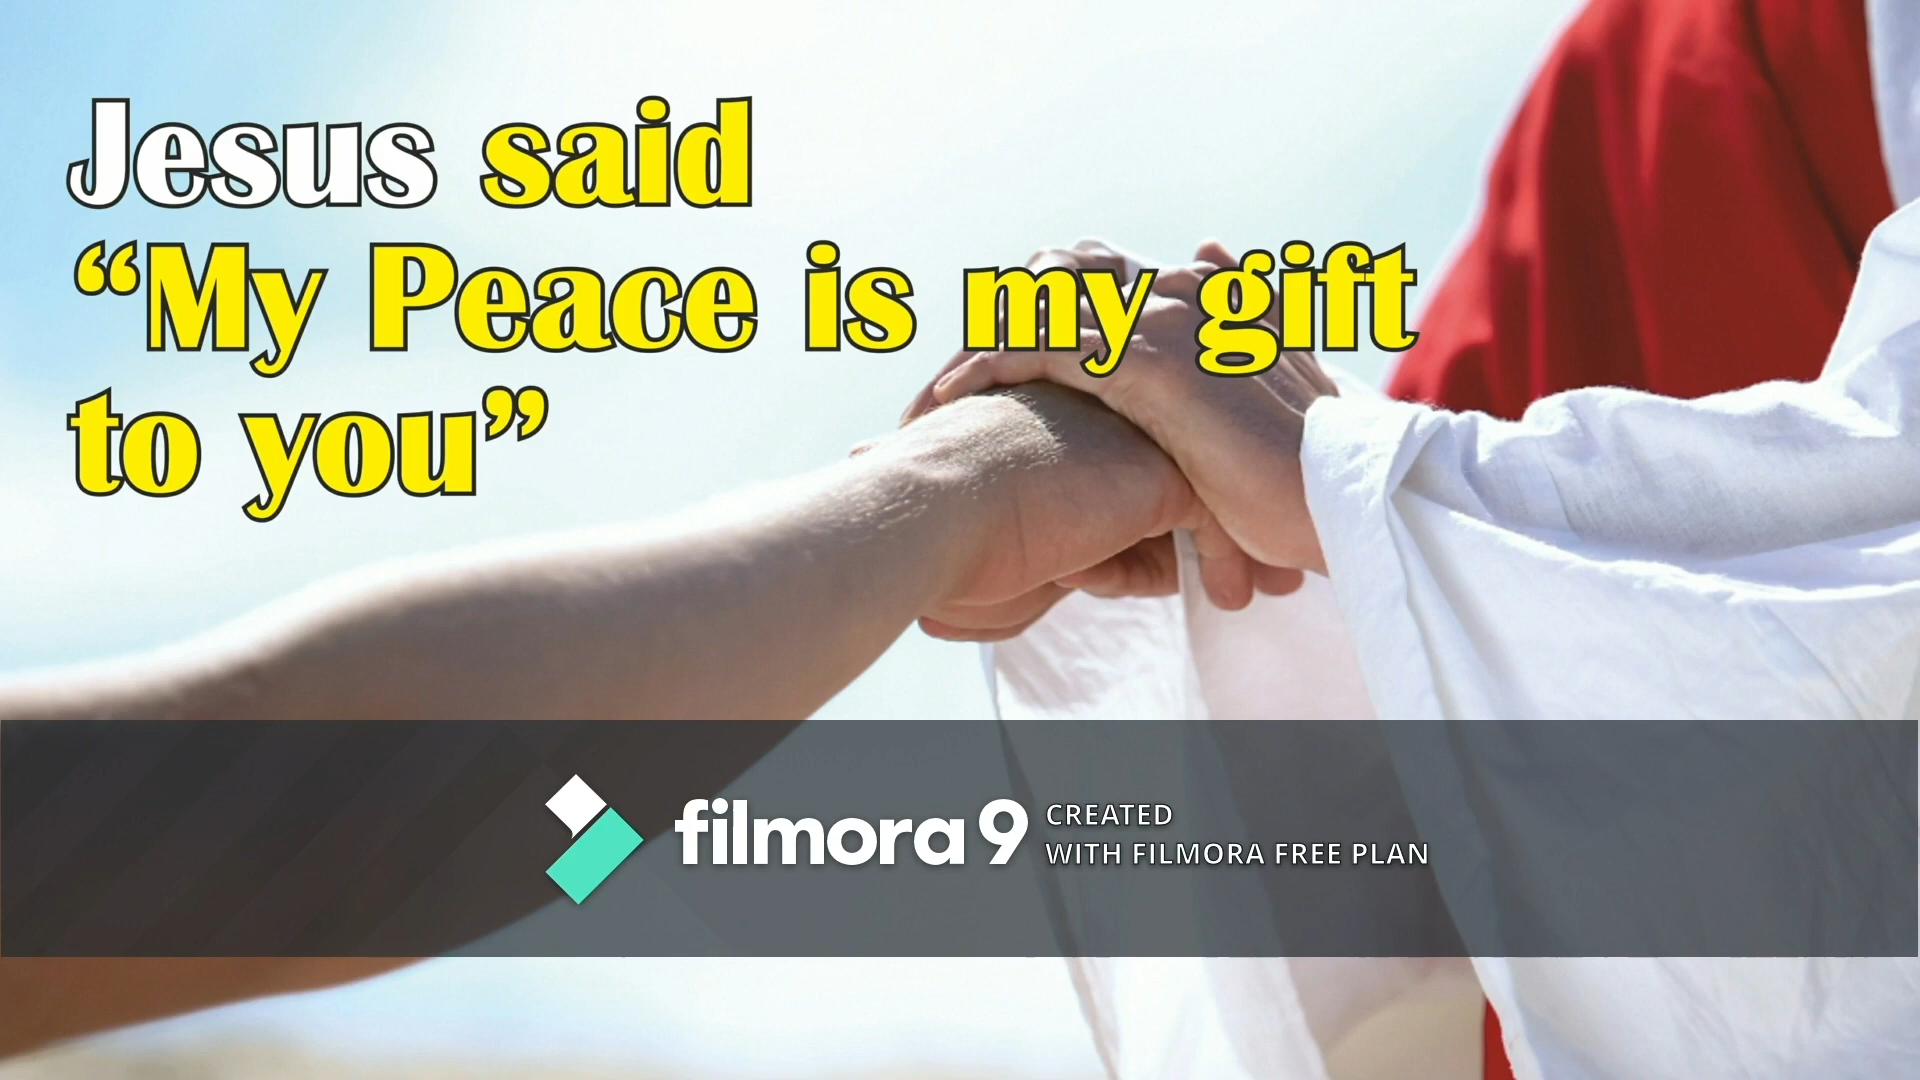 Jesus said
“My Peace is my gift
to you”
filmora 9 CREATED
WITH FILMORA FREE PLAN